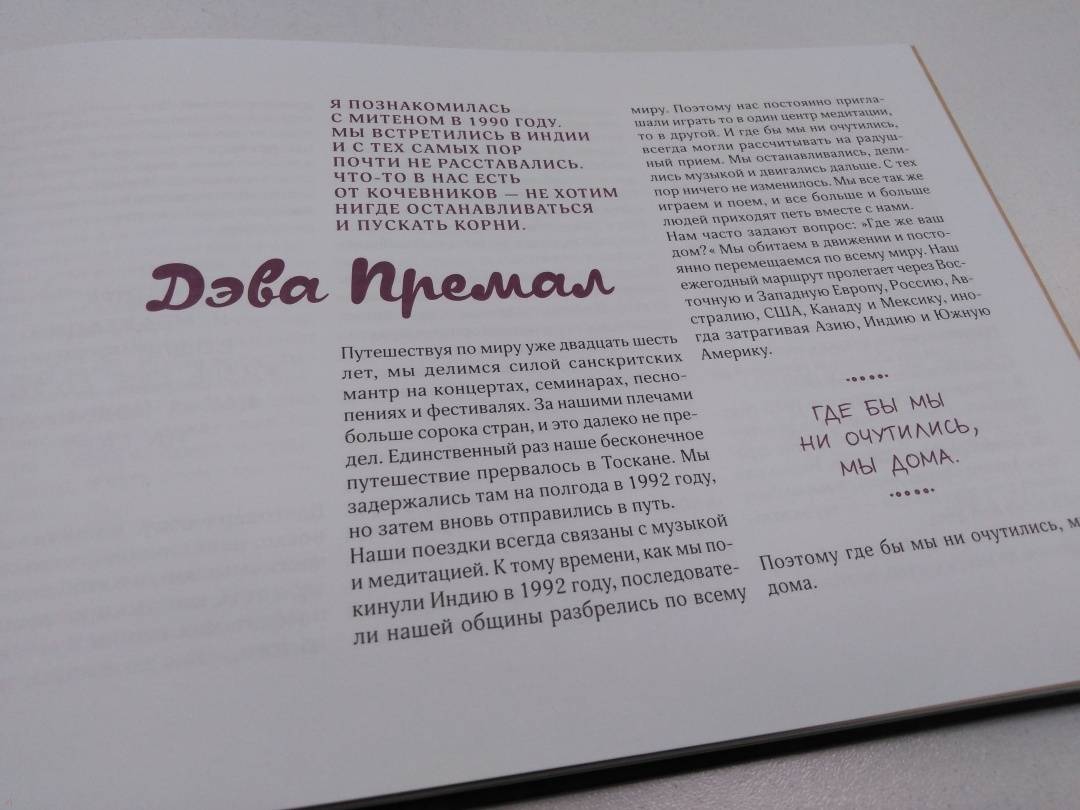 Я ПОЗНАКОМИЛАСЬ
С МИТЕНОМ В 1990 ГОДУ.
МЫ ВСТРЕТИЛИСЬ В ИНДИИ
И С ТЕХ САМЫХ ПОР
ПОЧТИ НЕ РАССТАВАЛИСЬ.
ЧТО-ТО В НАС ЕСТЬ
ОТ КОЧЕВНИКОВ — НЕ ХОТИМ
НИГДЕ ОСТАНАВЛИВАТЬСЯ
И ПУСКАТЬ КОРНИ.
Дэва Премал
Путешествуя по миру уже двадцать шесть
лет, мы делимся силой санскритских
мантр на концертах, семинарах, песно-
пениях и фестивалях. За нашими плечами
больше сорока стран, и это далеко не пре-
дел. Единственный раз наше бесконечное
путешествие прервалось в Тоскане. Мы
задержались там на полгода в 1992 году,
но затем вновь отправились в путь.
Наши поездки всегда связаны с музыкой
и медитацией. К тому времени, как мы по-
кинули Индию в 1992 году, последовате-
ли нашей общины разбрелись по всему
миру. Поэтому нас постоянно пригла-
шали играть то в один центр медитации,
то в другой. И где бы мы ни очутились,
всегда могли рассчитывать на радуш-
ный прием. Мы останавливались, дели-
лись музыкой и двигались дальше. С тех
пор ничего не изменилось. Мы все так же
играем и поем, и все больше и больше
людей приходят петь вместе с нами.
Нам часто задают вопрос: »Где же ваш
дом?« Мы обитаем в движении и посто-
янно перемещаемся по всему миру. Наш
ежегодный маршрут пролегает через Вос-
точную и Западную Европу, Россию, Ав-
стралию, США, Канаду и Мексику, ино-
гда затрагивая Азию, Индию и Южную
Америку.
ГДЕ БЫ МЫ
НИ ОЧУТИЛИСЬ,
МЫ ДОМА.
Поэтому где бы мы ни очутились,
дома.